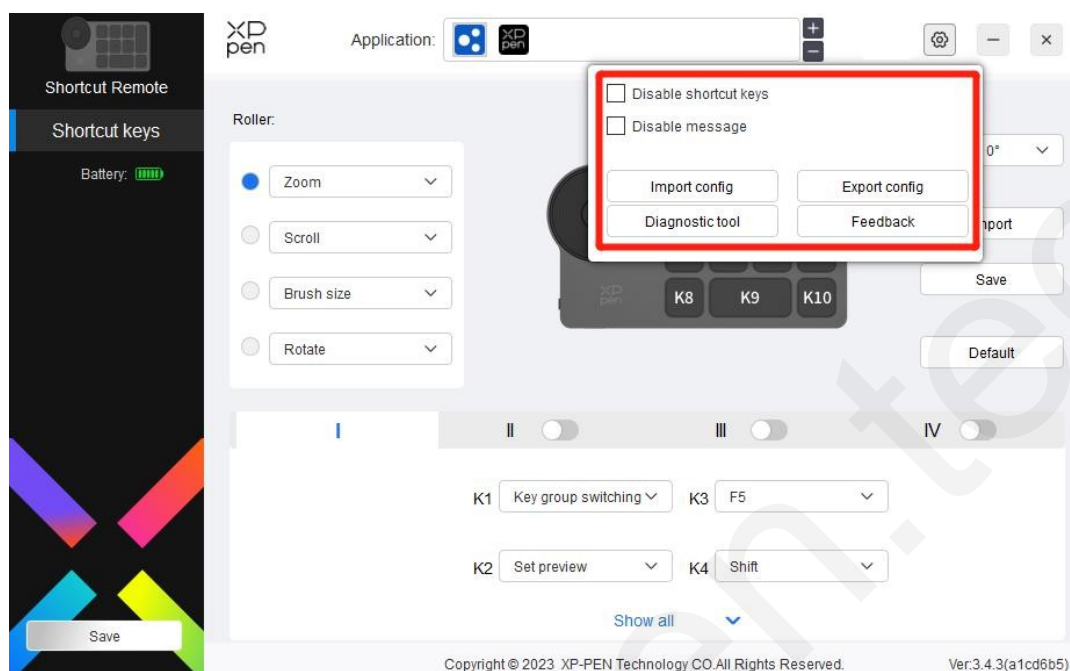 Shortcut Remote
Shortcut keys
Battery:
XP
pen
Application:
XP
pen
+
−
Disable shortcut keys
Disable message
Import config
Export config
Diagnostic tool
Feedback
Roller:
Zoom
Scroll
Brush size
Rotate
0°
Save
Default
XP
pen
K8
K9
K10
I
II
III
IV
K1
Key group switching
K3
F5
K2
Set preview
K4
Shift
Show all
Save
Copyright © 2023 XP-PEN Technology CO.All Rights Reserved.
Ver:3.4.3(a1cd6b5)